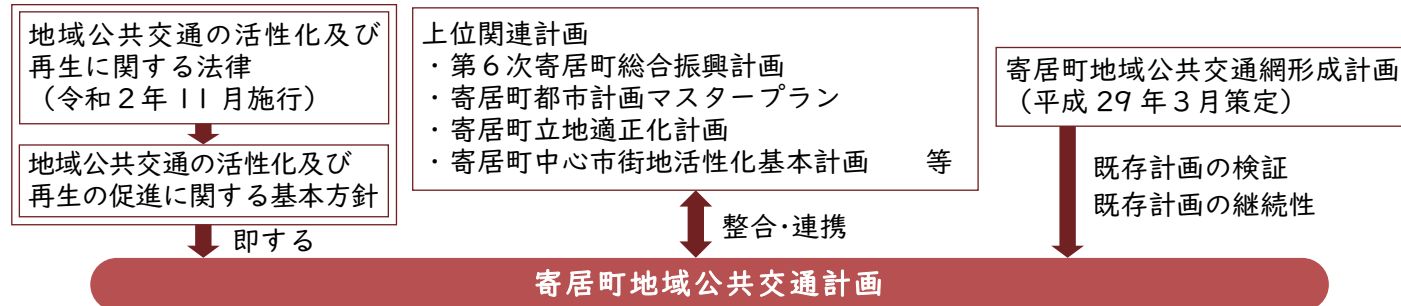 地域公共交通の活性化及び
再生に関する法律
（令和２年 11 月施行）
地域公共交通の活性化及び
再生の促進に関する基本方針
即する
上位関連計画
・第６次寄居町総合振興計画
・寄居町都市計画マスタープラン
・寄居町立地適正化計画
・寄居町中心市街地活性化基本計画　　等
整合・連携
寄居町地域公共交通網形成計画
（平成 29 年３月策定）
既存計画の検証
既存計画の継続性
寄居町地域公共交通計画